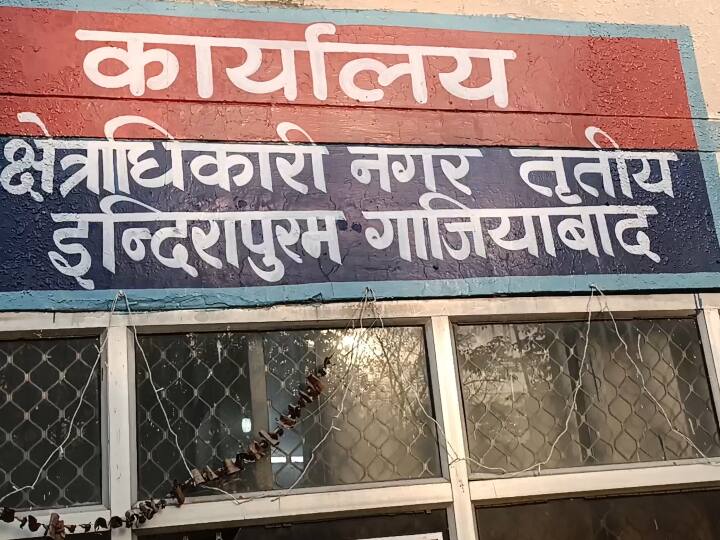 कार्यालय
क्षेत्राधिकारी नगर तृतीय
इन्दिरापुरम गाजियाबाद